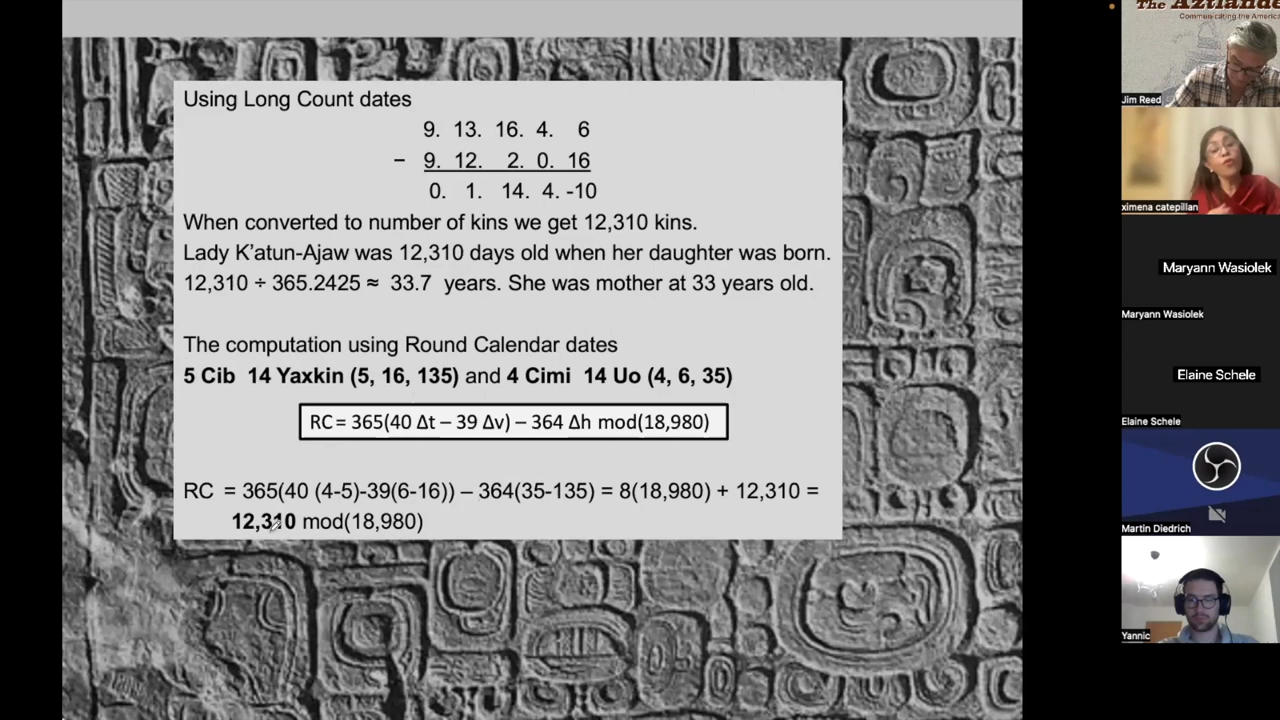 Using Long Count dates
9. 13. 16. 4. 6
– 9. 12. 2. 0. 16
0. 1. 14. 4. -10
When converted to number of kins we get 12,310 kins.
Lady K’atun-Ajaw was 12,310 days old when her daughter was born.
12,310 ÷ 365.2425 ≈ 33.7 years. She was mother at 33 years old.
The computation using Round Calendar dates
5 Cib 14 Yaxkin (5, 16, 135) and 4 Cimi 14 Uo (4, 6, 35)
RC = 365(40 Δt – 39 Δv) – 364 Δh mod(18,980)
RC = 365(40 (4-5)-39(6-16)) – 364(35-135) = 8(18,980) + 12,310 =
12,310 mod(18,980)
The
Jim Reed
ximena catepillan
Maryann Wasiolek
Maryann Wasiolek
Elaine Schele
Elaine Schele
Martin Diedrich
Yannic